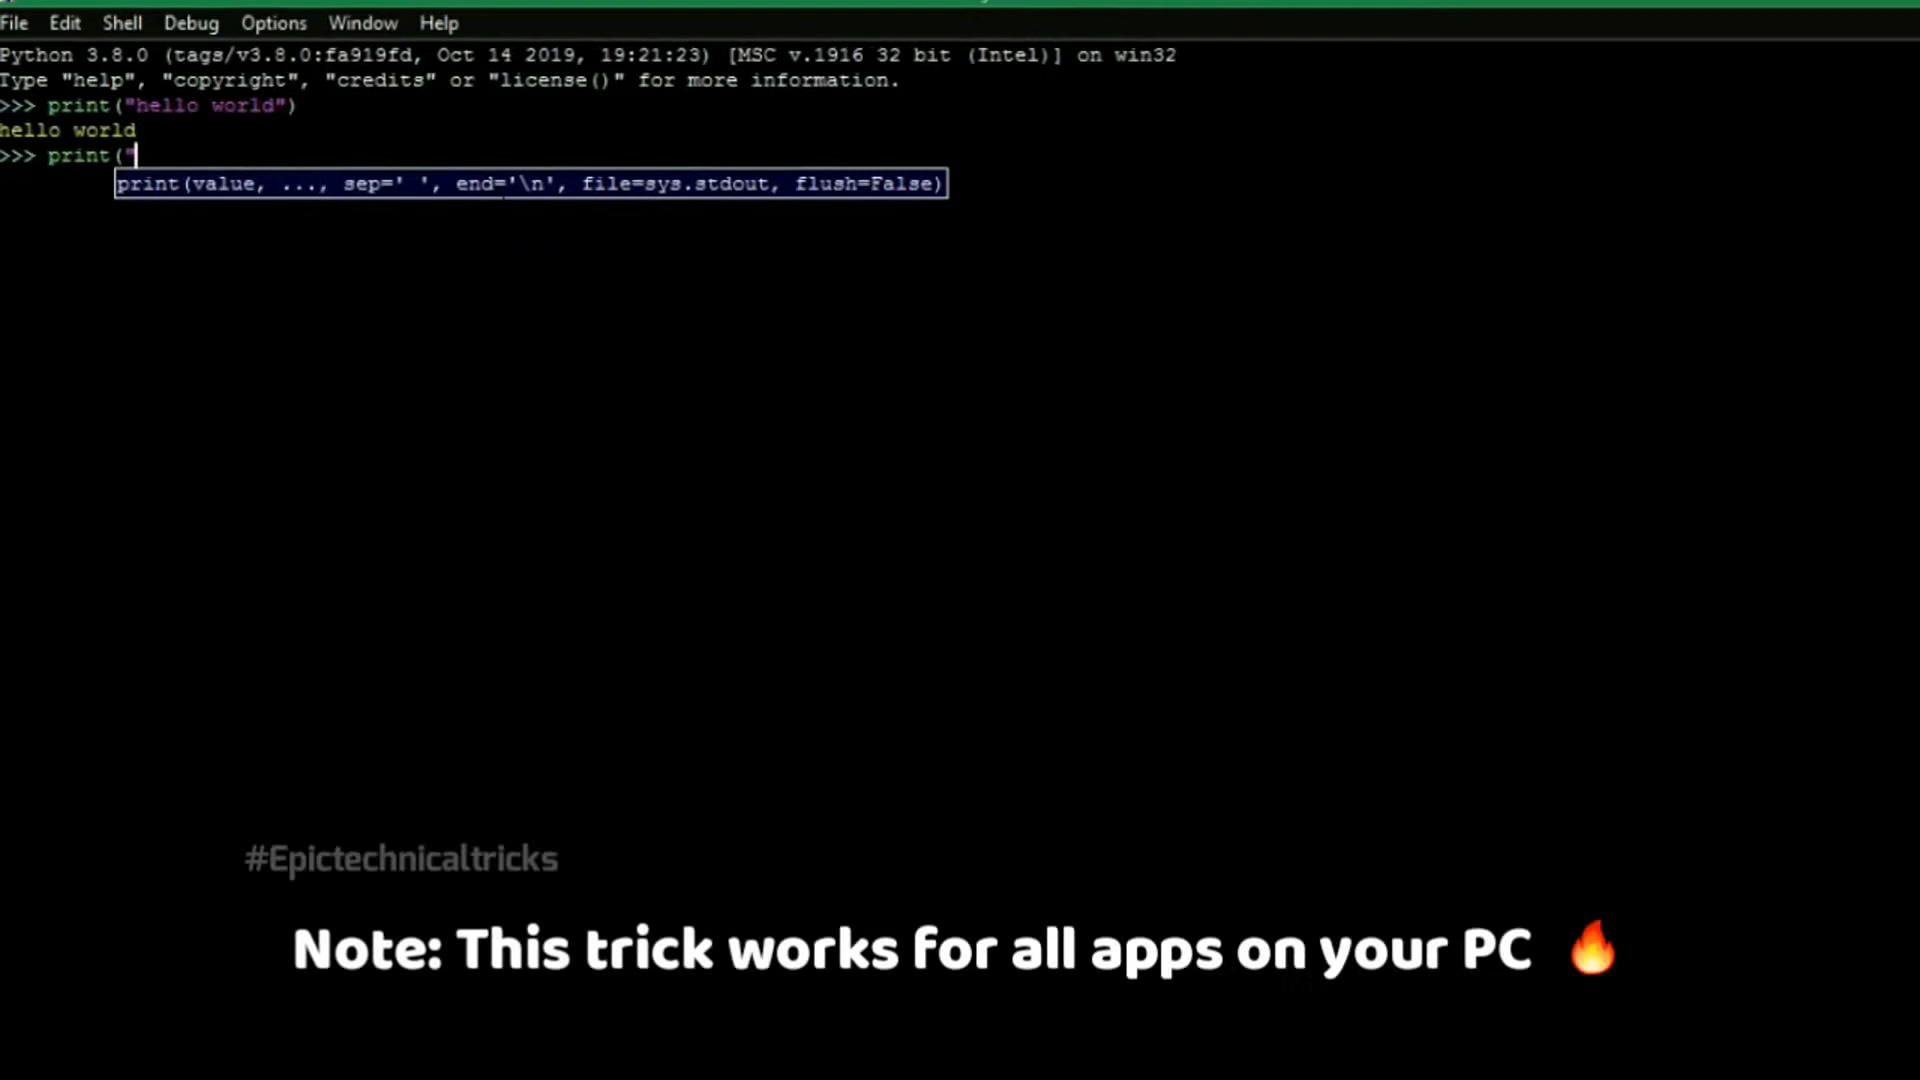 File Edit Shell Debug Options Window Help
Python 3.8.0 (tags/v3.8.0:fa919fd, Oct 14 2019, 19:21:23) [MSC v.1916 32 bit (Intel)] on win32
Type "help", "copyright", "credits" or "license()" for more information.
>>> print("hello world")
hello world
>>> print("
print(value, ..., sep=' ', end='\n', file=sys.stdout, flush=False)
#Epictechnicaltricks
Note: This trick works for all apps on your PC 🔥